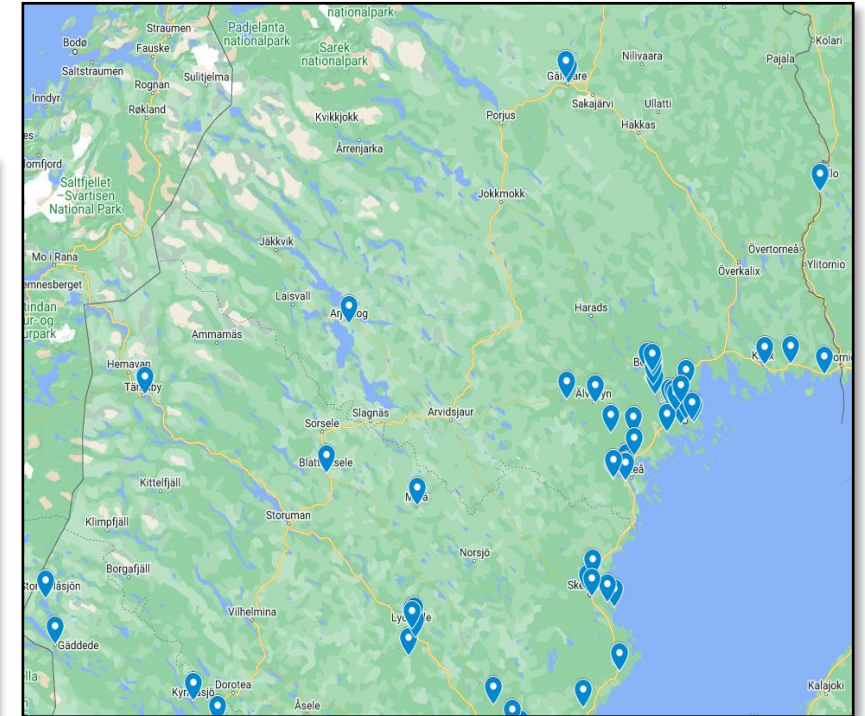 nationalpark
Straumen
Padjelanta
nationalpark
Bodø
Fauske
Sarek
nationalpark
Kolari
Nilivaara
Pajala
Saltstraumen
Sulitjelma
Rognan
Inndyr
Røkland
Kvikkjokk
Porjus
Sakajärvi
Ullatti
Hakkas
Årrenjarka
Saltfjellet
–Svartisen
National Park
Jokkmokk
Jäkkvik
Mo i Rana
Övertorneå
Ylitornio
Överkalix
Laisvall
Harads
Ammarnäs
Hemavan
Slagnäs
Arvidsjaur
Sorsele
Kittelfjäll
Storuman
Klimpfjäll
Norsjö
Borgafjäll
Vilhelmina
Gäddede
Dorotea
Åsele
Kalajoki